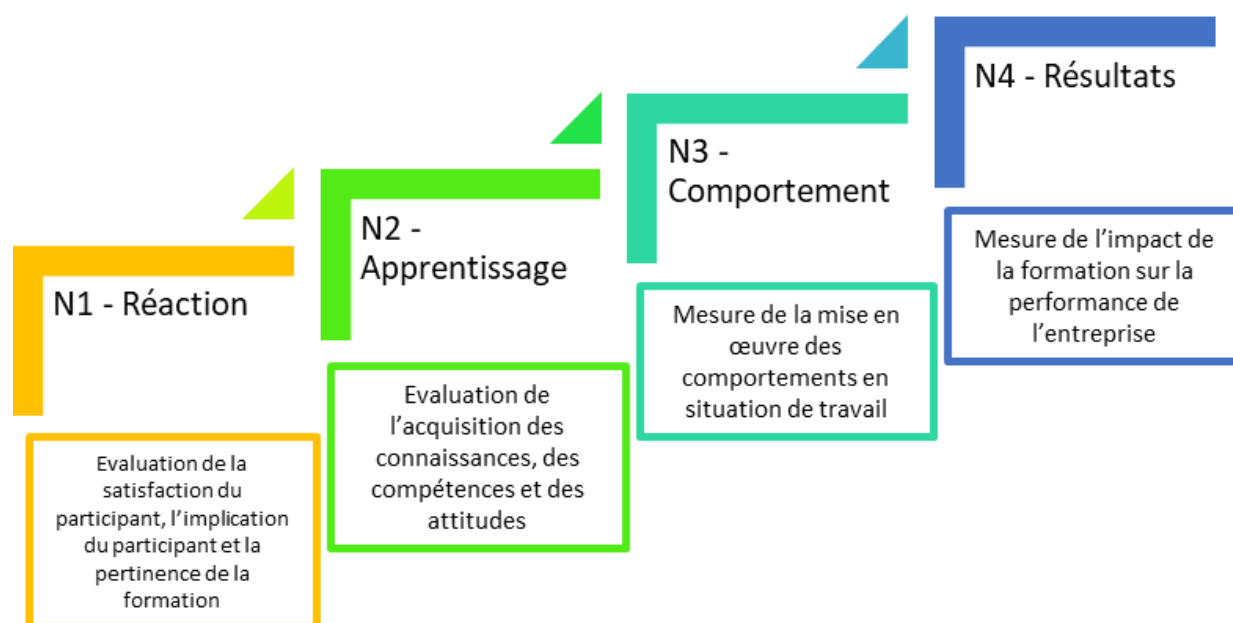 N1 - Réaction
Evaluation de la
satisfaction du
participant, l’implication
du participant et la
pertinence de la
formation
N2 -
Apprentissage
Evaluation de
l’acquisition des
connaissances, des
compétences et des
attitudes
N3 -
Comportement
Mesure de la mise en
œuvre des
comportements en
situation de travail
N4 - Résultats
Mesure de l’impact de
la formation sur la
performance de
l’entreprise